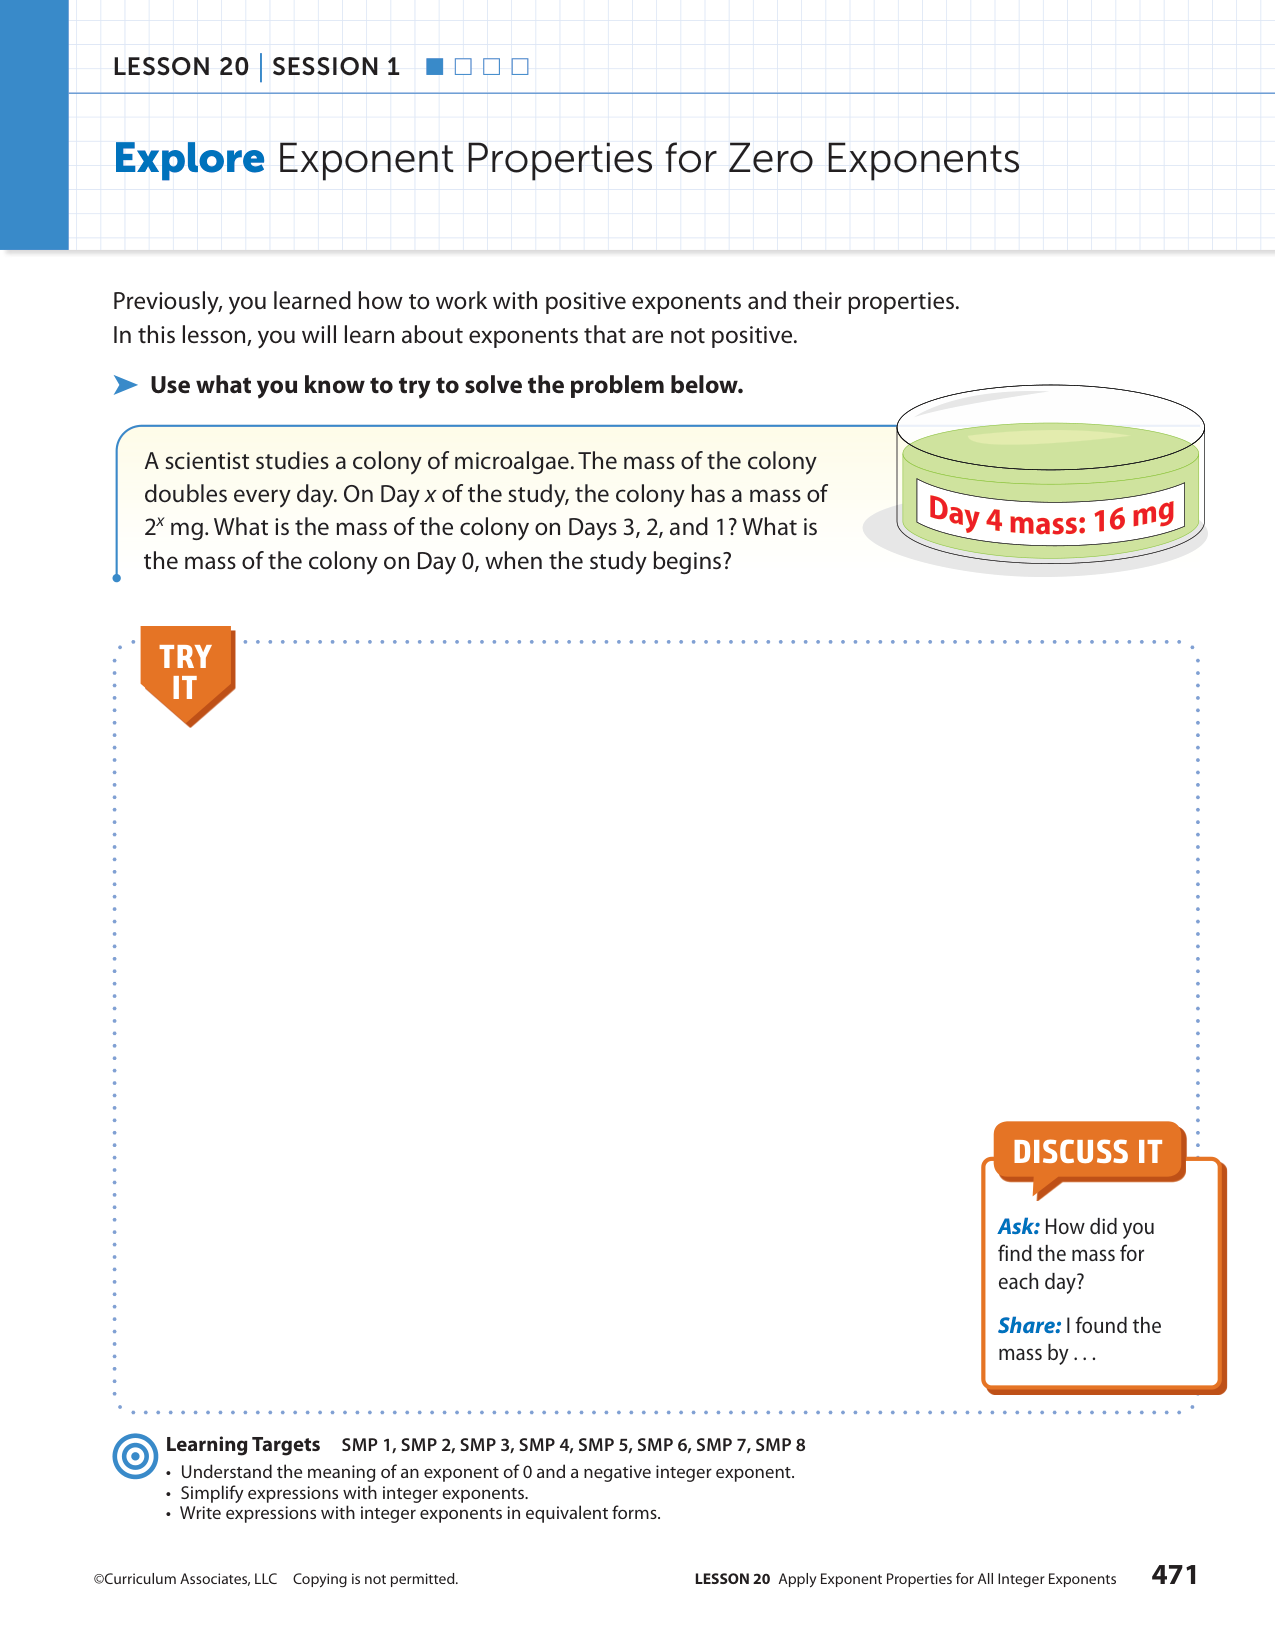 LESSON 20 | SESSION 1
Explore Exponent Properties for Zero Exponents
Previously, you learned how to work with positive exponents and their properties.
In this lesson, you will learn about exponents that are not positive.
Use what you know to try to solve the problem below.
A scientist studies a colony of microalgae. The mass of the colony
doubles every day. On Day x of the study, the colony has a mass of
2ˣ mg. What is the mass of the colony on Days 3, 2, and 1? What is
the mass of the colony on Day 0, when the study begins?
Day 4 mass: 16 mg
TRY
IT
DISCUSS IT
Ask: How did you
find the mass for
each day?
Share: I found the
mass by . . .
Learning Targets SMP 1, SMP 2, SMP 3, SMP 4, SMP 5, SMP 6, SMP 7, SMP 8
• Understand the meaning of an exponent of 0 and a negative integer exponent.
• Simplify expressions with integer exponents.
• Write expressions with integer exponents in equivalent forms.
©Curriculum Associates, LLC Copying is not permitted.
LESSON 20 Apply Exponent Properties for All Integer Exponents 471